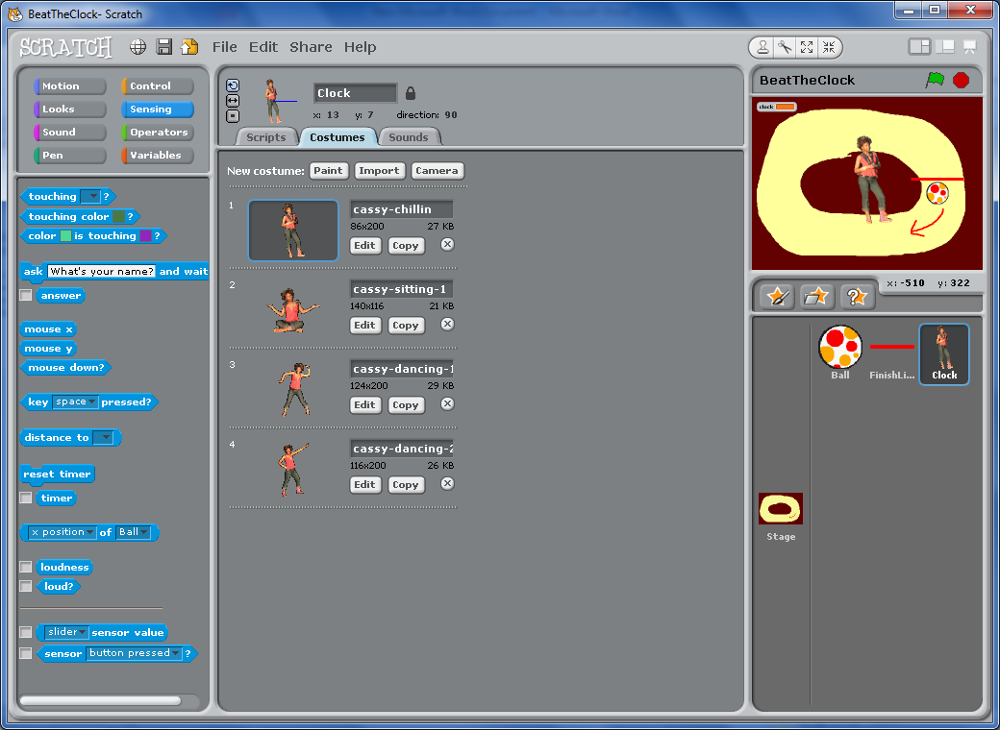 BeatTheClock- Scratch
SCRATCH File Edit Share Help
Motion Control
Looks Sensing
Sound Operators
Pen Variables
touching ?
touching color ?
color is touching ?
ask What's your name? and wait
answer
mouse x
mouse y
mouse down?
key space pressed?
distance to
reset timer
timer
x position of Ball
loudness
loud?
slider sensor value
sensor button pressed ?
Clock
x: 13 y: 7 direction: 90
Scripts Costumes Sounds
New costume: Paint Import Camera
1 cassy-chillin
86x200 27 KB
Edit Copy
2 cassy-sitting-1
140x116 21 KB
Edit Copy
3 cassy-dancing-1
124x200 29 KB
Edit Copy
4 cassy-dancing-2
116x200 26 KB
Edit Copy
BeatTheClock
clock
x: -510 y: 322
Ball FinishLi... Clock
Stage